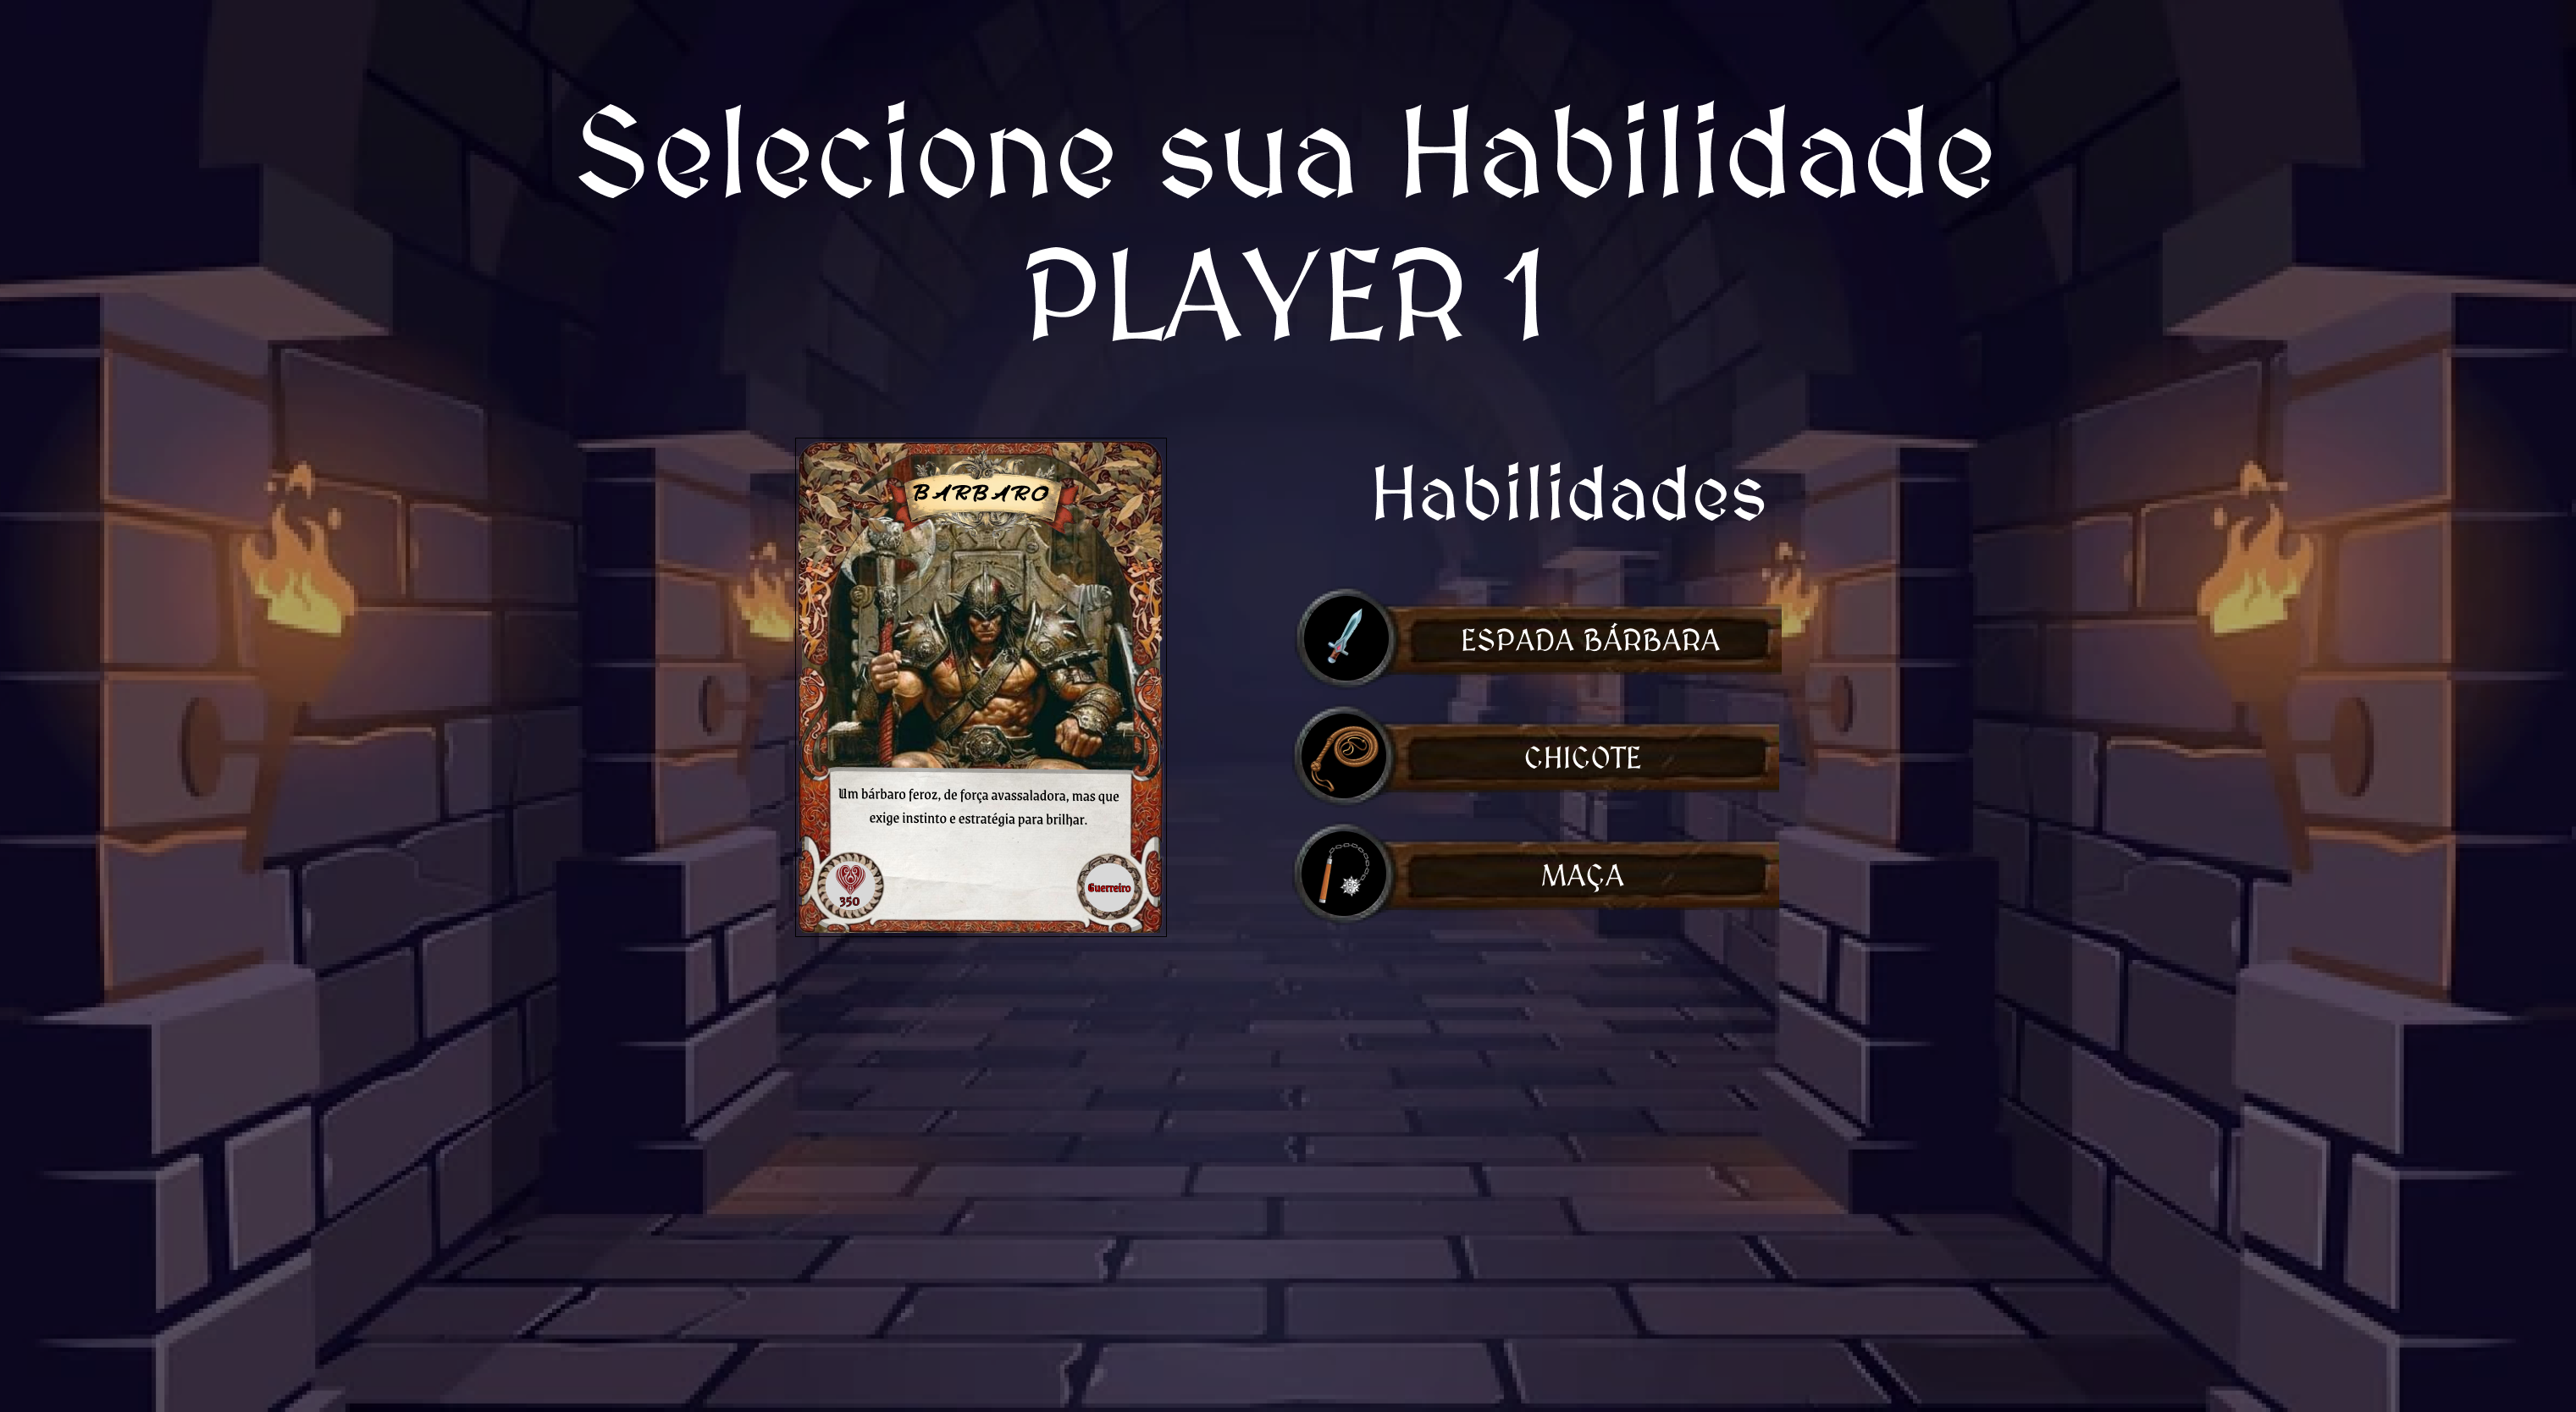 Selecione sua Habilidade
PLAYER 1
BARBARO
Um bárbaro feroz, de força avassaladora, mas que
exige instinto e estratégia para brilhar.
350
Guerreiro
Habilidades
ESPADA BÁRBARA
CHICOTE
MAÇA